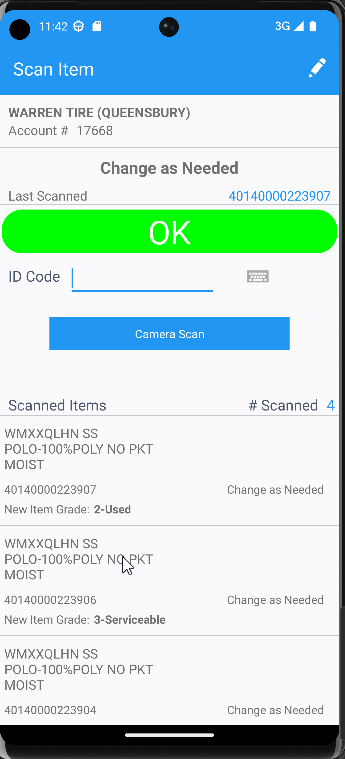 11:42 3G
Scan Item
WARREN TIRE (QUEENSBURY)
Account # 17668
Change as Needed
Last Scanned 40140000223907
OK
ID Code
Camera Scan
Scanned Items # Scanned 4
WMXXQLHN SS
POLO-100%POLY NO PKT
MOIST
40140000223907 Change as Needed
New Item Grade: 2-Used
WMXXQLHN SS
POLO-100%POLY NO PKT
MOIST
40140000223906 Change as Needed
New Item Grade: 3-Serviceable
WMXXQLHN SS
POLO-100%POLY NO PKT
MOIST
40140000223904 Change as Needed